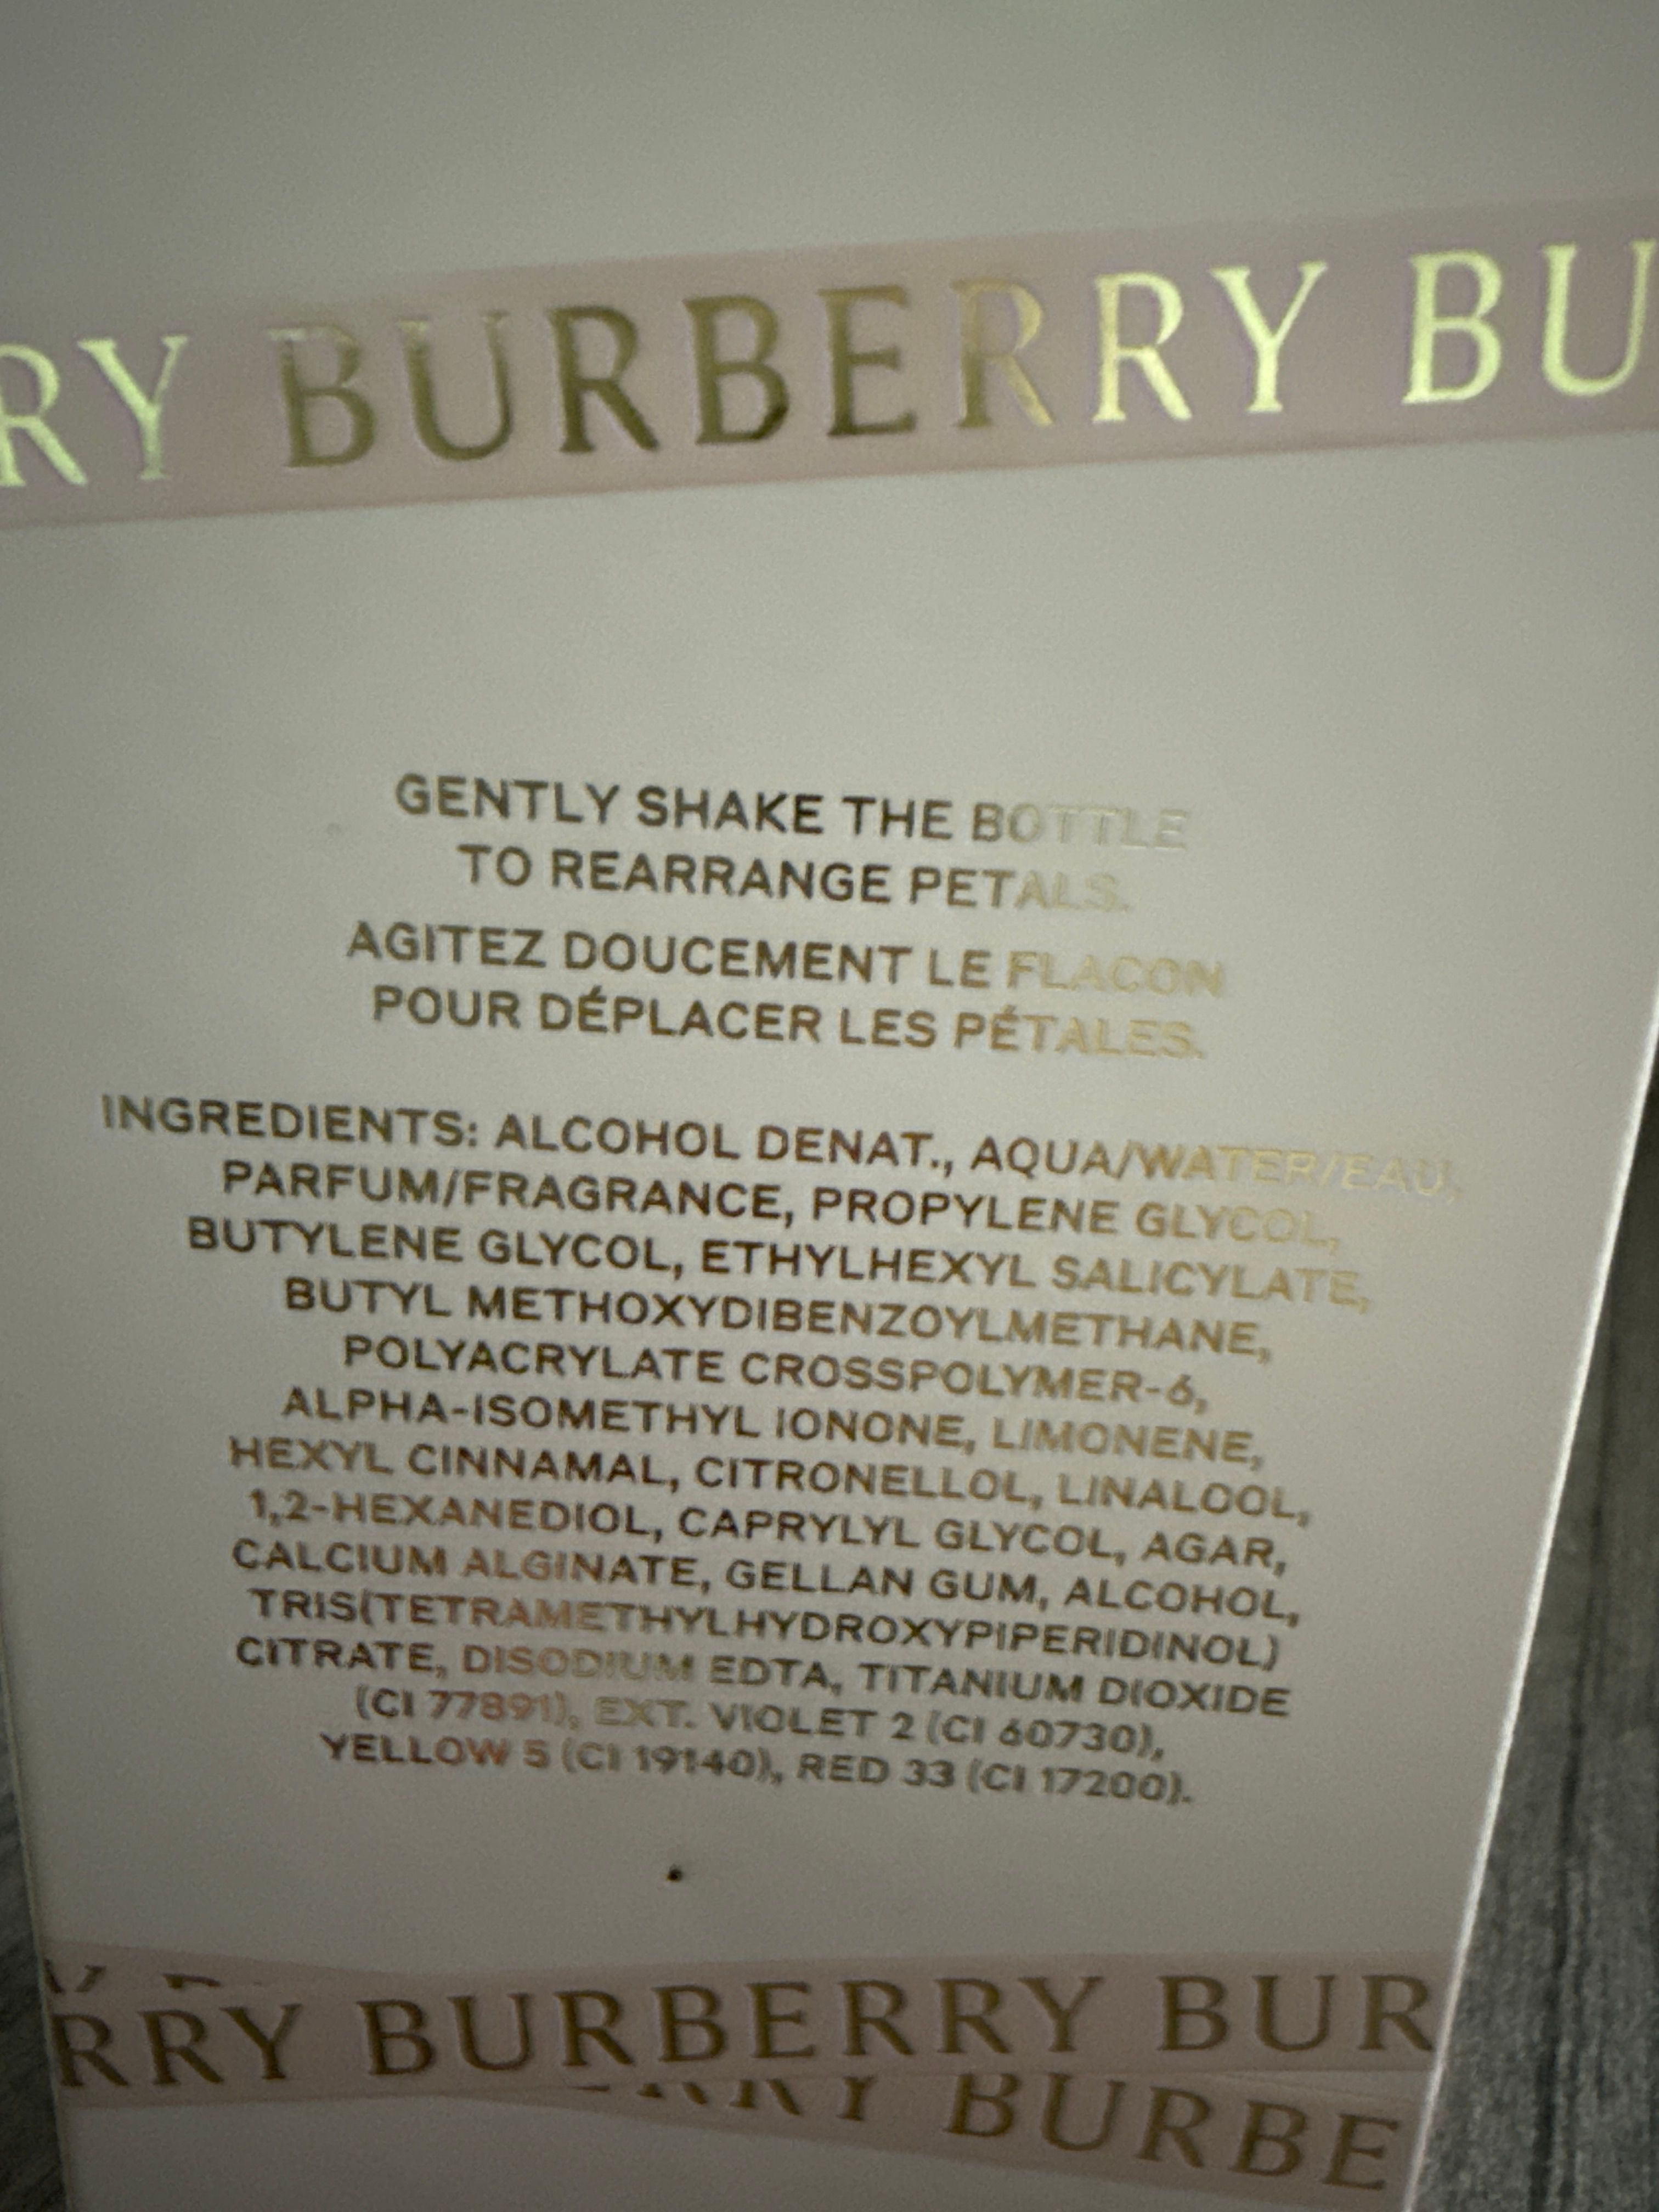 RY BURBERRY BU
GENTLY SHAKE THE BOTTLE
TO REARRANGE PETALS.
AGITEZ DOUCEMENT LE FLACON
POUR DÉPLACER LES PÉTALES.
INGREDIENTS: ALCOHOL DENAT., AQUA/WATER/EAU,
PARFUM/FRAGRANCE, PROPYLENE GLYCOL,
BUTYLENE GLYCOL, ETHYLHEXYL SALICYLATE,
BUTYL METHOXYDIBENZOYLMETHANE,
POLYACRYLATE CROSSPOLYMER-6,
ALPHA-ISOMETHYL IONONE, LIMONENE,
HEXYL CINNAMAL, CITRONELLOL, LINALOOL,
1,2-HEXANEDIOL, CAPRYLYL GLYCOL, AGAR,
CALCIUM ALGINATE, GELLAN GUM, ALCOHOL,
TRIS(TETRAMETHYLHYDROXYPIPERIDINOL)
CITRATE, DISODIUM EDTA, TITANIUM DIOXIDE
(CI 77891), EXT. VIOLET 2 (CI 60730),
YELLOW 5 (CI 19140), RED 33 (CI 17200).
RRY BURBERRY BUR
RRY BURBE